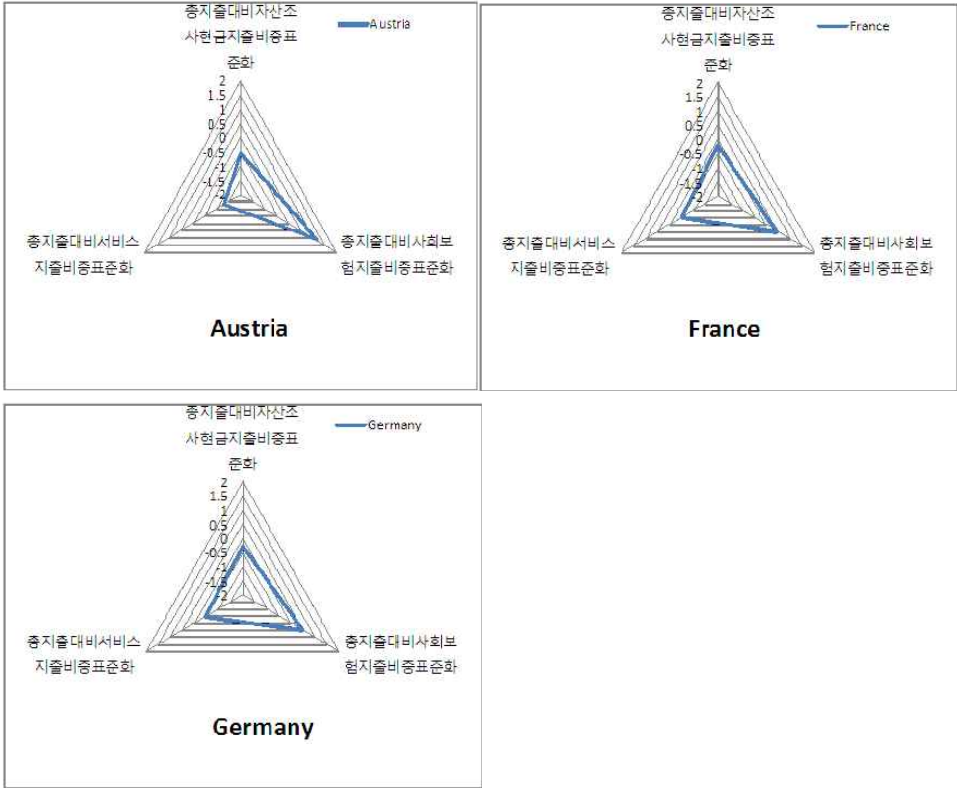 총지출대비자산조
사현금지출비중표
준화
Austria
2
1.5
1
0.5
0
-0.5
-1
-1.5
-2
총지출대비서비스
지출비중표준화
총지출대비사회보
험지출비중표준화
Austria
총지출대비자산조
사현금지출비중표
준화
France
2
1.5
1
0.5
0
-0.5
-1
-1.5
-2
총지출대비서비스
지출비중표준화
총지출대비사회보
험지출비중표준화
France
총지출대비자산조
사현금지출비중표
준화
Germany
2
1.5
1
0.5
0
-0.5
-1
-1.5
-2
총지출대비서비스
지출비중표준화
총지출대비사회보
험지출비중표준화
Germany